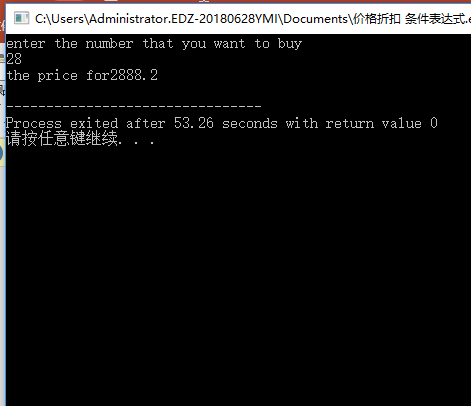 C:\Users\Administrator.EDZ-20180628YMI\Documents\价格折扣 条件表达式.e
enter the number that you want to buy
28
the price for2888.2
--------------------------------
Process exited after 53.26 seconds with return value 0
请按任意键继续. . .